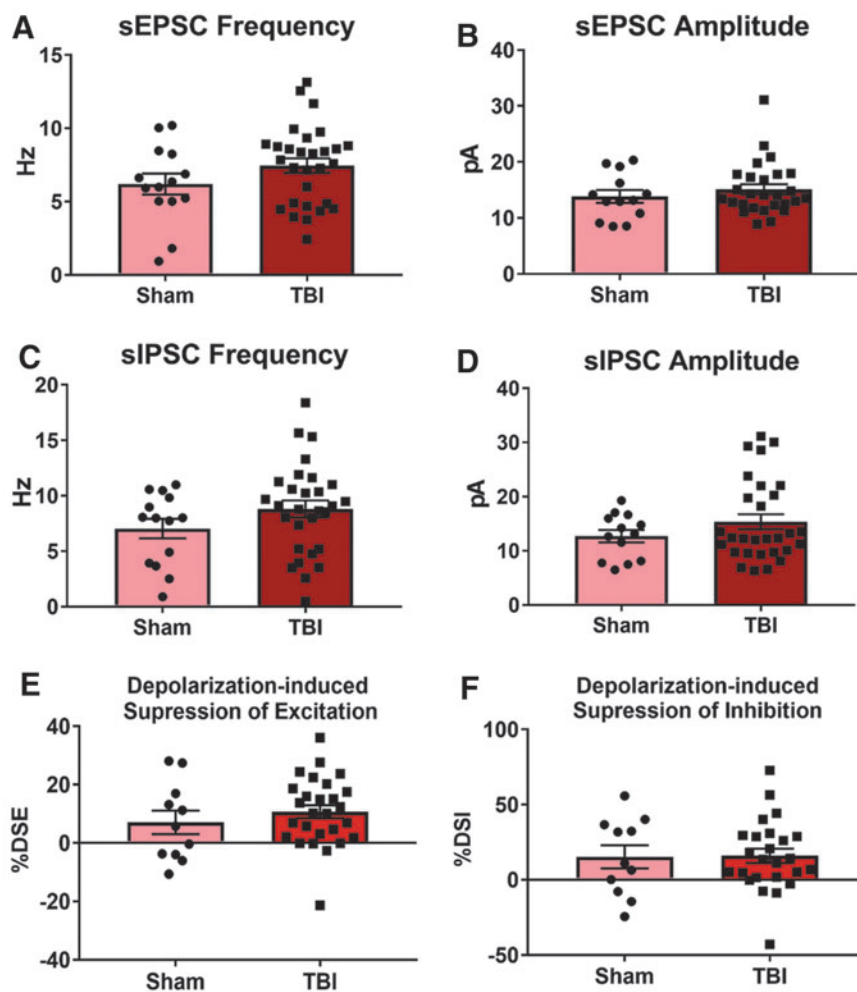 A
sEPSC Frequency
15
10
5
0
Hz
Sham
TBI
B
sEPSC Amplitude
40
30
20
10
0
pA
Sham
TBI
C
sIPSC Frequency
20
15
10
5
0
Hz
Sham
TBI
D
sIPSC Amplitude
40
30
20
10
0
pA
Sham
TBI
E
Depolarization-induced
Supression of Excitation
40
20
0
-20
-40
%DSE
Sham
TBI
F
Depolarization-induced
Supression of Inhibition
100
50
0
-50
%DSI
Sham
TBI